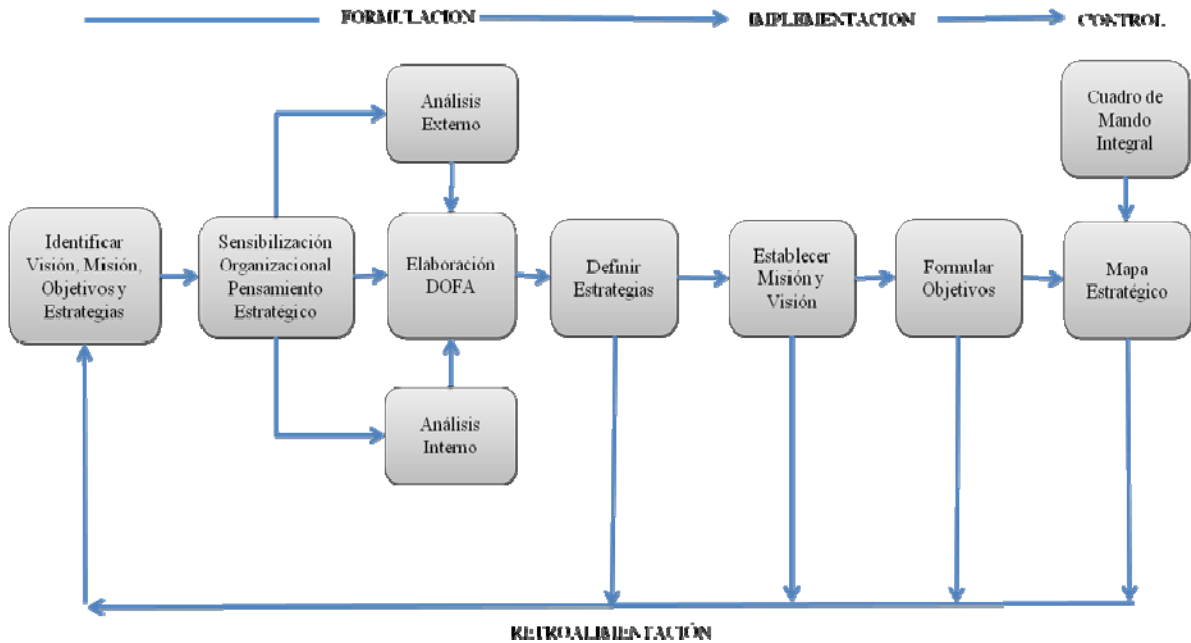 FORMULACION
IMPLEMENTACION
CONTROL
Análisis
Externo
Cuadro de
Mando
Integral
Identificar
Visión, Misión,
Objetivos y
Estrategias
Sensibilización
Organizacional
Pensamiento
Estratégico
Elaboración
DOFA
Definir
Estrategias
Establecer
Misión y
Visión
Formular
Objetivos
Mapa
Estratégico
Análisis
Interno
RETROALIMENTACIÓN